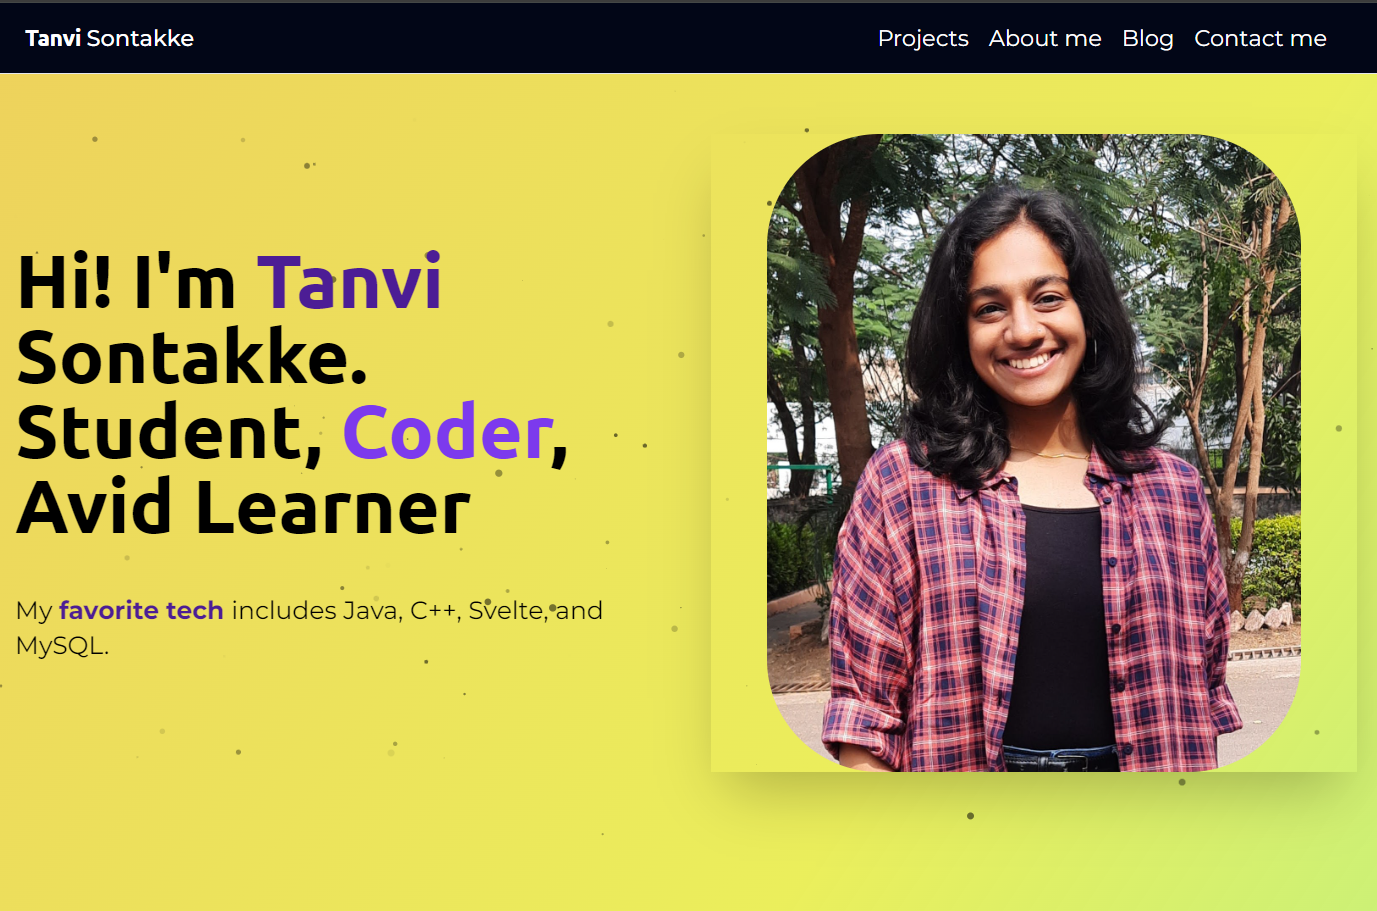 Tanvi Sontakke
Projects About me Blog Contact me
Hi! I'm Tanvi
Sontakke.
Student, Coder,
Avid Learner
My favorite tech includes Java, C++, Svelte, and
MySQL.